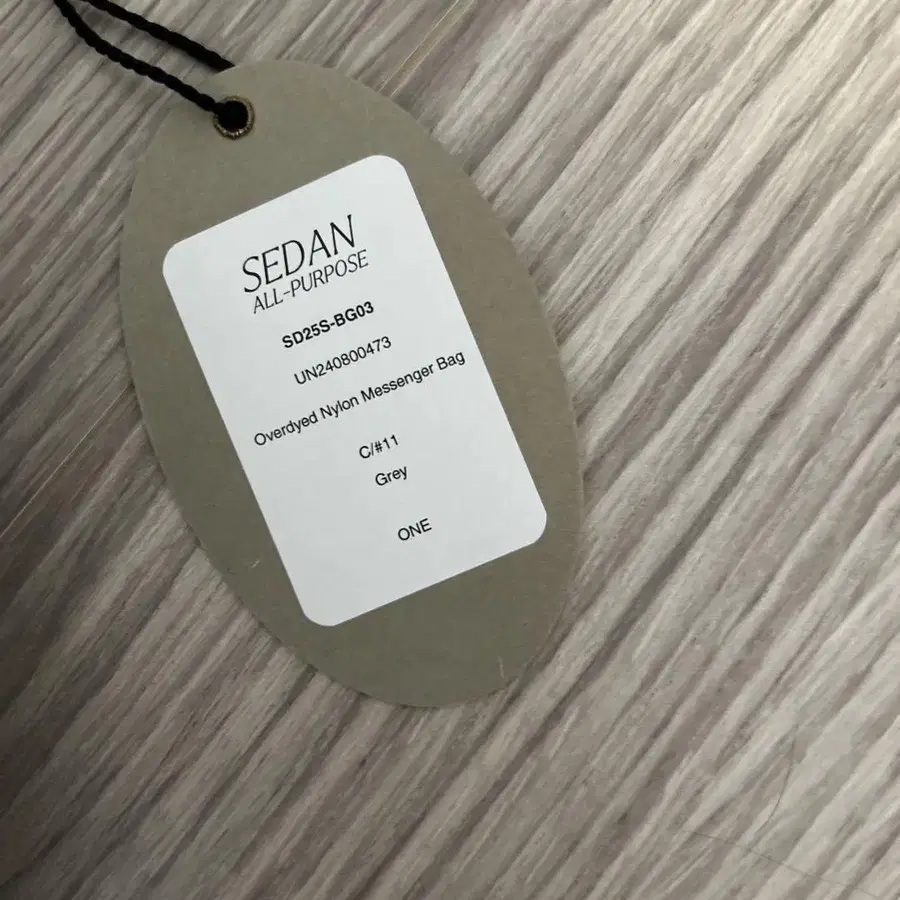 SEDAN
ALL-PURPOSE
SD25S-BG03
UN240800473
Overdyed Nylon Messenger Bag
C/#11
Grey
ONE